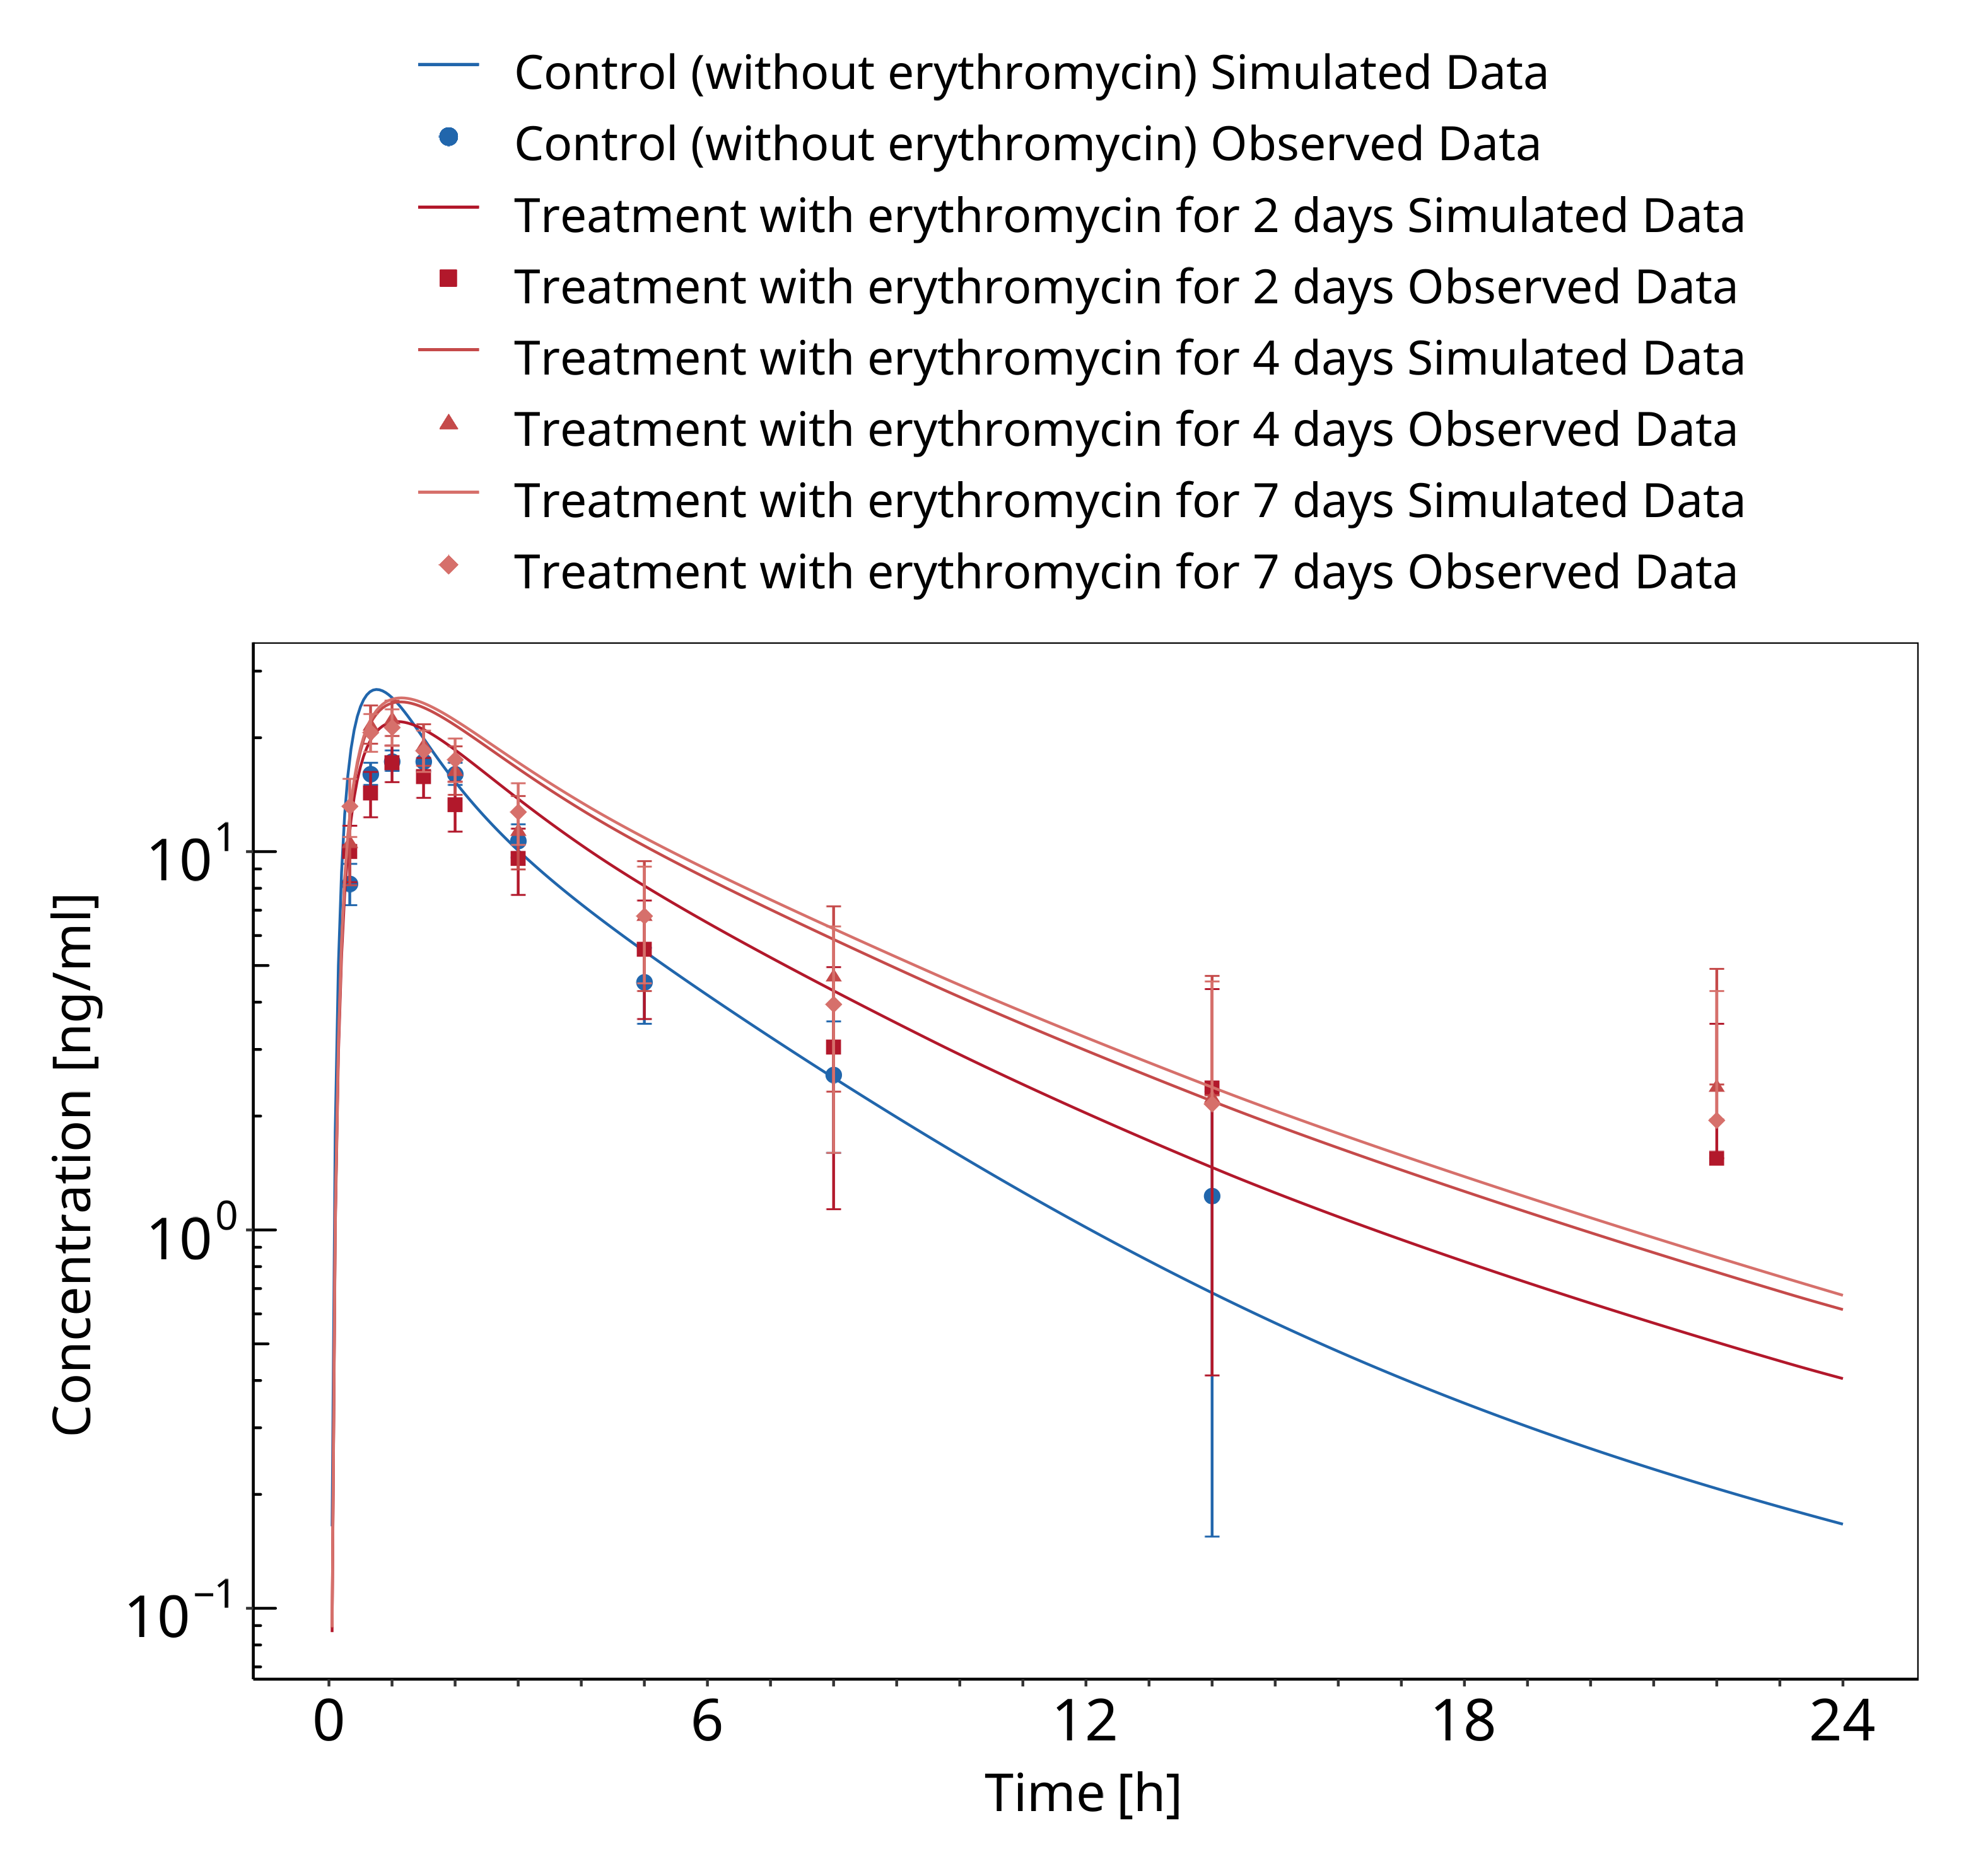 Control (without erythromycin) Simulated Data
Control (without erythromycin) Observed Data
Treatment with erythromycin for 2 days Simulated Data
Treatment with erythromycin for 2 days Observed Data
Treatment with erythromycin for 4 days Simulated Data
Treatment with erythromycin for 4 days Observed Data
Treatment with erythromycin for 7 days Simulated Data
Treatment with erythromycin for 7 days Observed Data
Concentration [ng/ml]
10¹
10⁰
10⁻¹
0 6 12 18 24
Time [h]